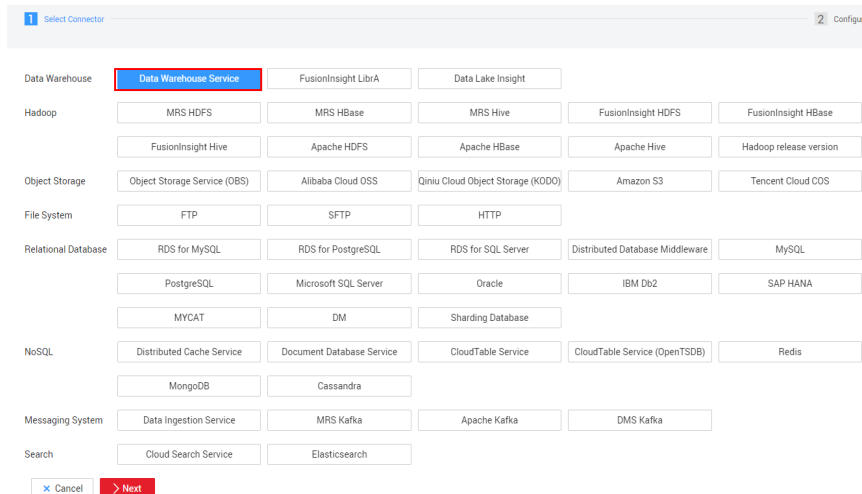 1 Select Connector 2 Configu
Data Warehouse Data Warehouse Service FusionInsight LibrA Data Lake Insight
Hadoop MRS HDFS MRS HBase MRS Hive FusionInsight HDFS FusionInsight HBase
FusionInsight Hive Apache HDFS Apache HBase Apache Hive Hadoop release version
Object Storage Object Storage Service (OBS) Alibaba Cloud OSS Qiniu Cloud Object Storage (KODO) Amazon S3 Tencent Cloud COS
File System FTP SFTP HTTP
Relational Database RDS for MySQL RDS for PostgreSQL RDS for SQL Server Distributed Database Middleware MySQL
PostgreSQL Microsoft SQL Server Oracle IBM Db2 SAP HANA
MYCAT DM Sharding Database
NoSQL Distributed Cache Service Document Database Service CloudTable Service CloudTable Service (OpenTSDB) Redis
MongoDB Cassandra
Messaging System Data Ingestion Service MRS Kafka Apache Kafka DMS Kafka
Search Cloud Search Service Elasticsearch
Cancel Next